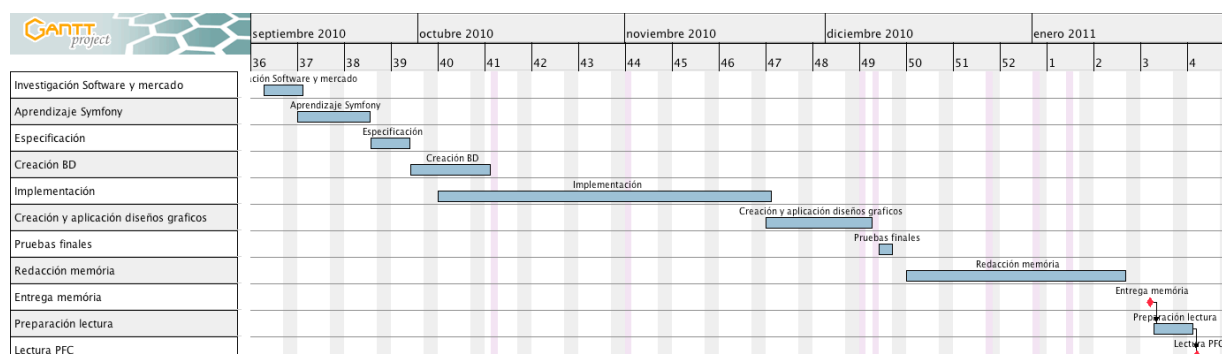 GANTT
project
septiembre 2010
octubre 2010
noviembre 2010
diciembre 2010
enero 2011
36 37 38 39 40 41 42 43 44 45 46 47 48 49 50 51 52 1 2 3 4
Investigación Software y mercado
ción Software y mercado
Aprendizaje Symfony
Aprendizaje Symfony
Especificación
Especificación
Creación BD
Creación BD
Implementación
Implementación
Creación y aplicación diseños graficos
Creación y aplicación diseños graficos
Pruebas finales
Pruebas finales
Redacción memória
Redacción memória
Entrega memória
Entrega memória
Preparación lectura
Preparación lectura
Lectura PFC
Lectura PFC